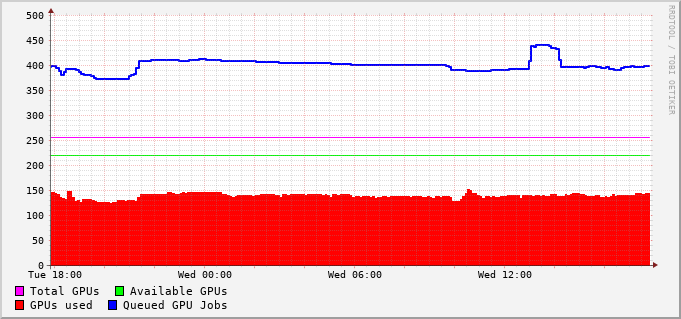 500
450
400
350
300
250
200
150
100
50
0
Tue 18:00 Wed 00:00 Wed 06:00 Wed 12:00
Total GPUs Available GPUs
GPUs used Queued GPU Jobs
RRDTOOL / TOBI OETIKER